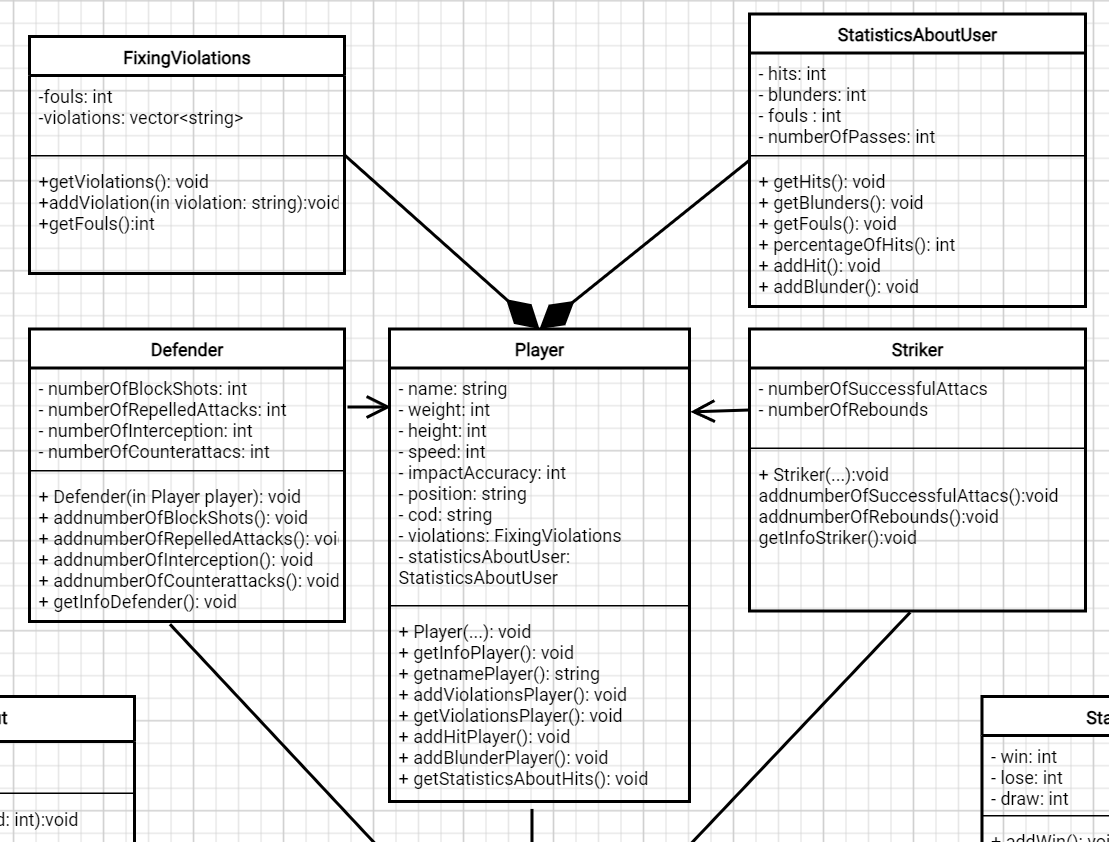 FixingViolations
-fouls: int
-violations: vector<string>
+getViolations(): void
+addViolation(in violation: string):void
+getFouls():int
StatisticsAboutUser
- hits: int
- blunders: int
- fouls : int
- numberOfPasses: int
+ getHits(): void
+ getBlunders(): void
+ getFouls(): void
+ percentageOfHits(): int
+ addHit(): void
+ addBlunder(): void
Defender
- numberOfBlockShots: int
- numberOfRepelledAttacks: int
- numberOfInterception: int
- numberOfCounterattacs: int
+ Defender(in Player player): void
+ addnumberOfBlockShots(): void
+ addnumberOfRepelledAttacks(): voi
+ addnumberOfInterception(): void
+ addnumberOfCounterattacks(): void
+ getInfoDefender(): void
Player
- name: string
- weight: int
- height: int
- speed: int
- impactAccuracy: int
- position: string
- cod: string
- violations: FixingViolations
- statisticsAboutUser:
StatisticsAboutUser
+ Player(...): void
+ getInfoPlayer(): void
+ getnamePlayer(): string
+ addViolationsPlayer(): void
+ getViolationsPlayer(): void
+ addHitPlayer(): void
+ addBlunderPlayer(): void
+ getStatisticsAboutHits(): void
Striker
- numberOfSuccessfulAttacs
- numberOfRebounds
+ Striker(...):void
addnumberOfSuccessfulAttacs():void
addnumberOfRebounds():void
getInfoStriker():void
d: int):void
Sta
- win: int
- lose: int
- draw: int
+ addWin(): voi